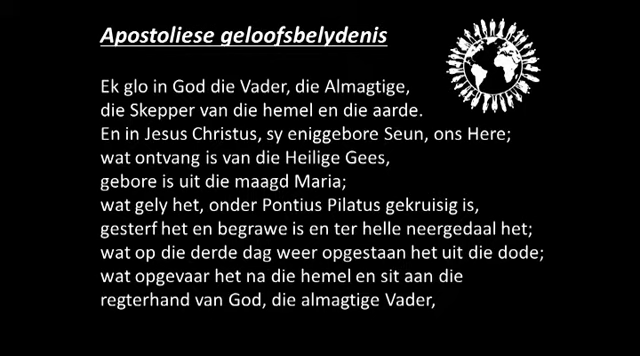 Apostoliese geloofsbelydenis
Ek glo in God die Vader, die Almagtige,
die Skepper van die hemel en die aarde.
En in Jesus Christus, sy eniggebore Seun, ons Here;
wat ontvang is van die Heilige Gees,
gebore is uit die maagd Maria;
wat gely het, onder Pontius Pilatus gekruisig is,
gesterf het en begrawe is en ter helle neergedaal het;
wat op die derde dag weer opgestaan het uit die dode;
wat opgevaar het na die hemel en sit aan die
regterhand van God, die almagtige Vader,